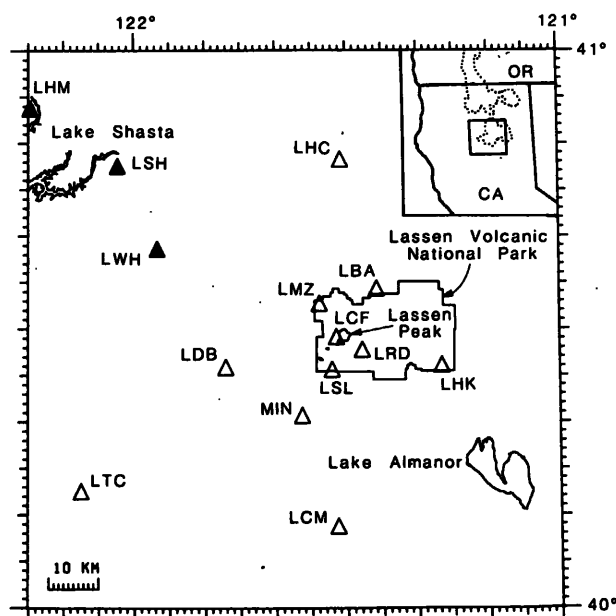 122°
121°
41°
LHM
OR
Lake Shasta
LSH
LHC
CA
Lassen Volcanic
National Park
LWH
LBA
LMZ
LCF
Lassen
Peak
LDB
LRD
LSL
LHK
MIN
Lake Almanor
LTC
LCM
10 KM
40°